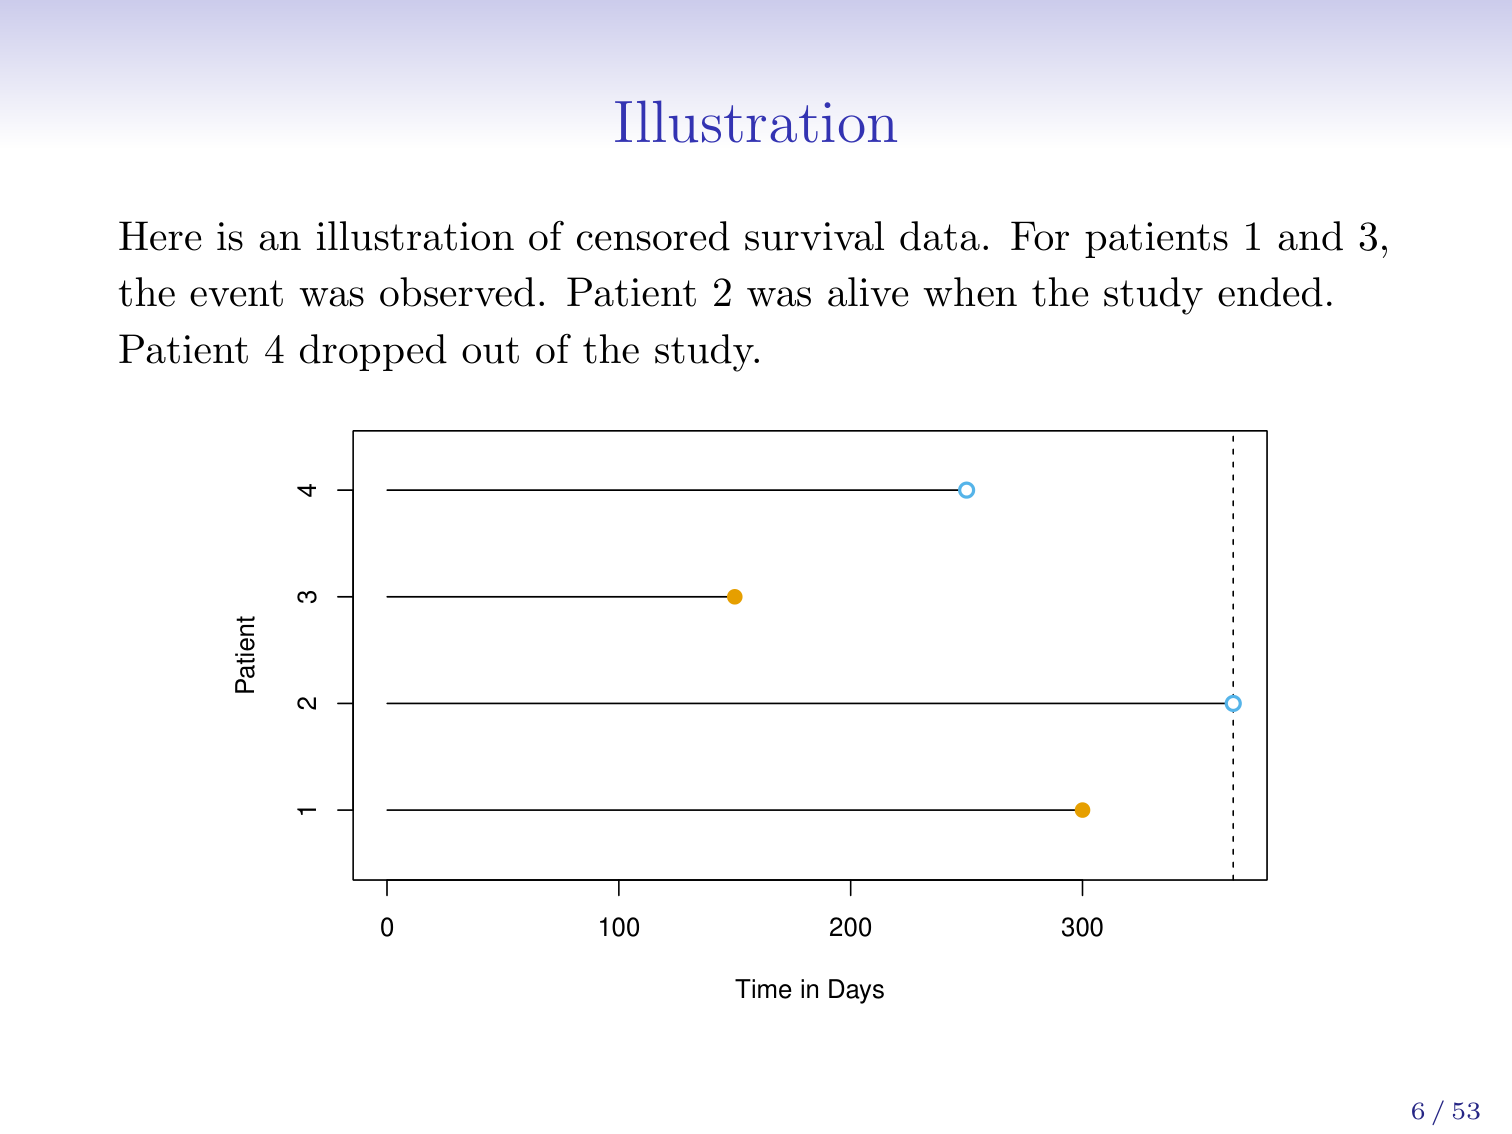 Illustration
Here is an illustration of censored survival data. For patients 1 and 3,
the event was observed. Patient 2 was alive when the study ended.
Patient 4 dropped out of the study.
4
3
2
1
Patient
0 100 200 300
Time in Days
6 / 53